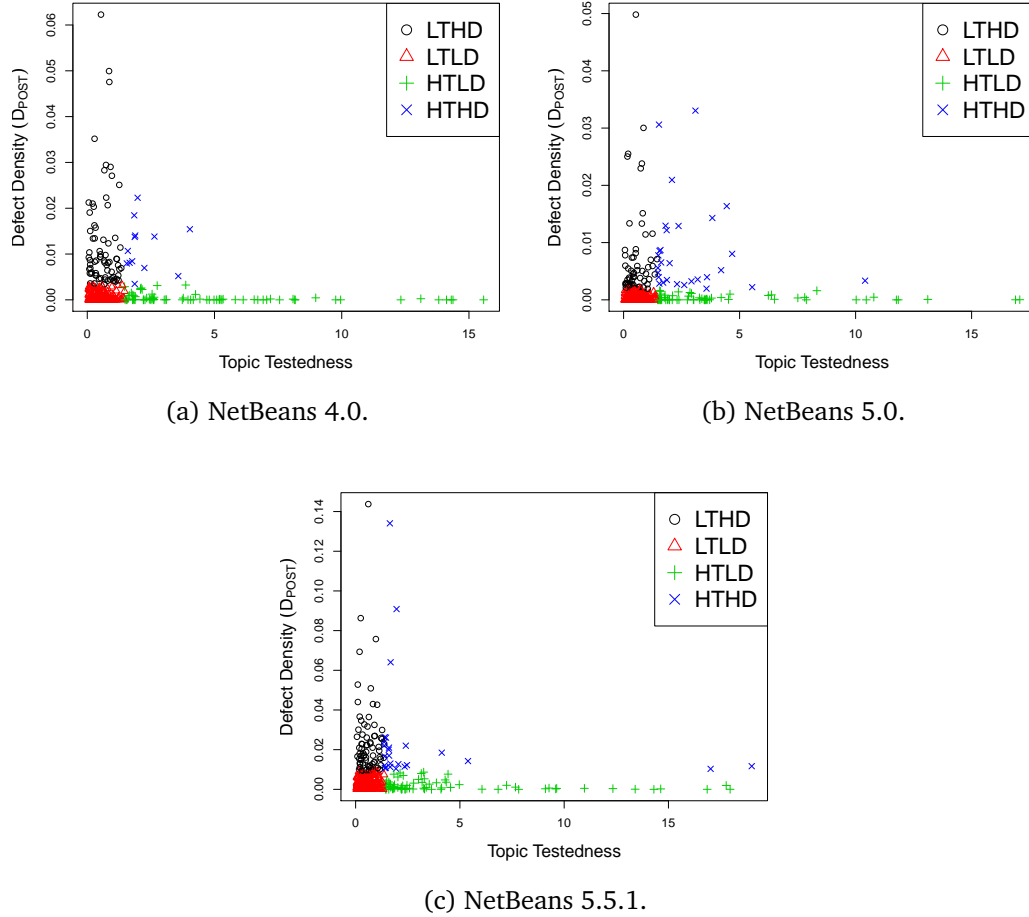 0.00 0.01 0.02 0.03 0.04 0.05 0.06
Defect Density (D_POST)
LTHD
LTLD
HTLD
HTHD
0 5 10 15
Topic Testedness
(a) NetBeans 4.0.
0.00 0.01 0.02 0.03 0.04 0.05
Defect Density (D_POST)
LTHD
LTLD
HTLD
HTHD
0 5 10 15
Topic Testedness
(b) NetBeans 5.0.
0.00 0.02 0.04 0.06 0.08 0.10 0.12 0.14
Defect Density (D_POST)
LTHD
LTLD
HTLD
HTHD
0 5 10 15
Topic Testedness
(c) NetBeans 5.5.1.